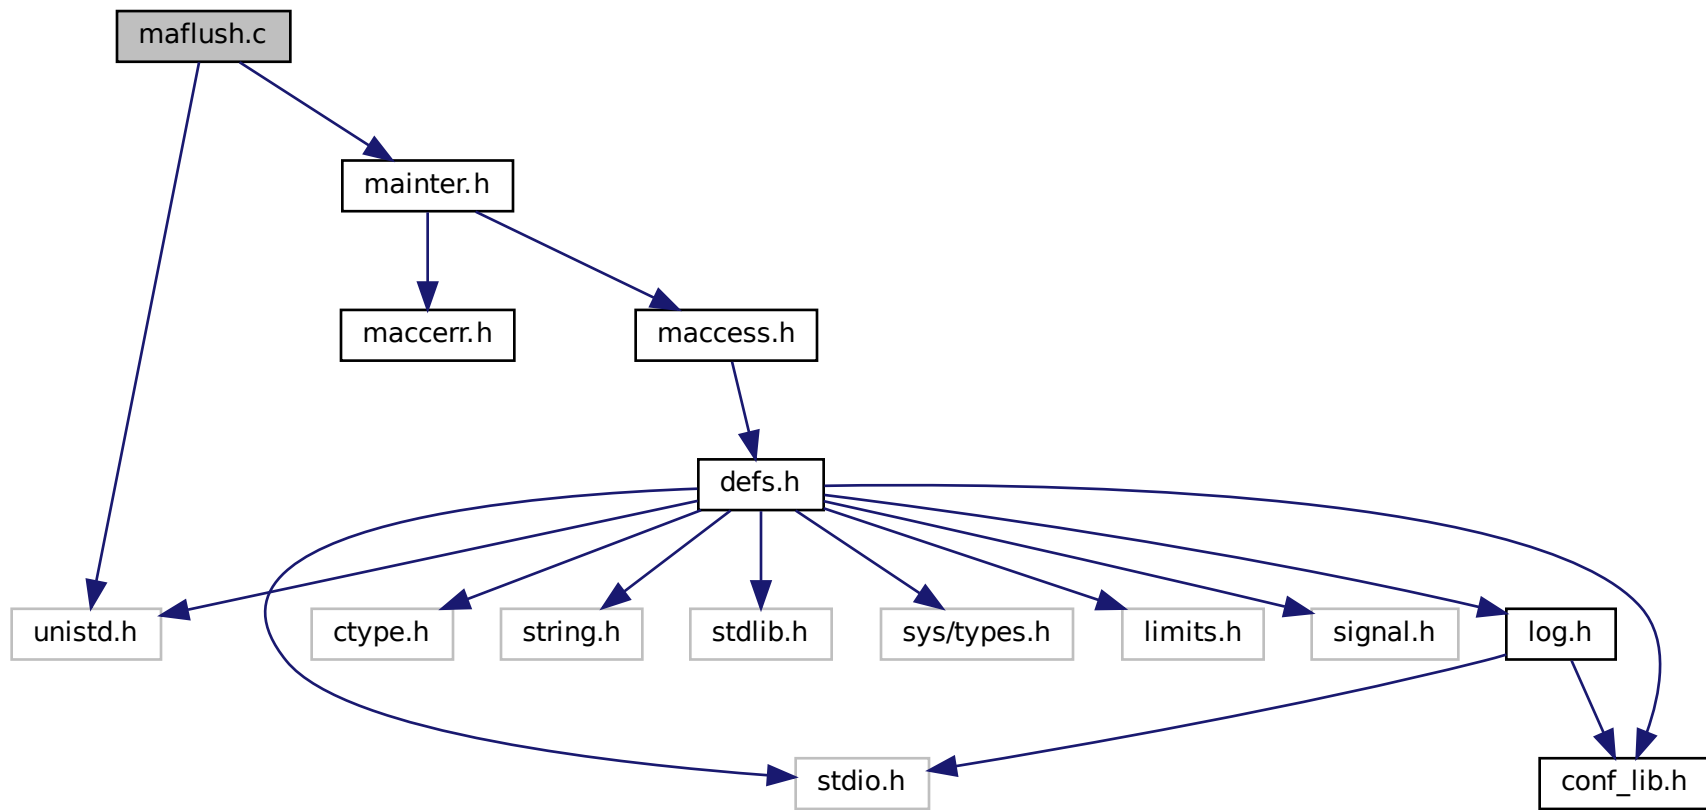 maflush.c
mainter.h
maccerr.h
maccess.h
defs.h
unistd.h
ctype.h
string.h
stdlib.h
sys/types.h
limits.h
signal.h
log.h
stdio.h
conf_lib.h